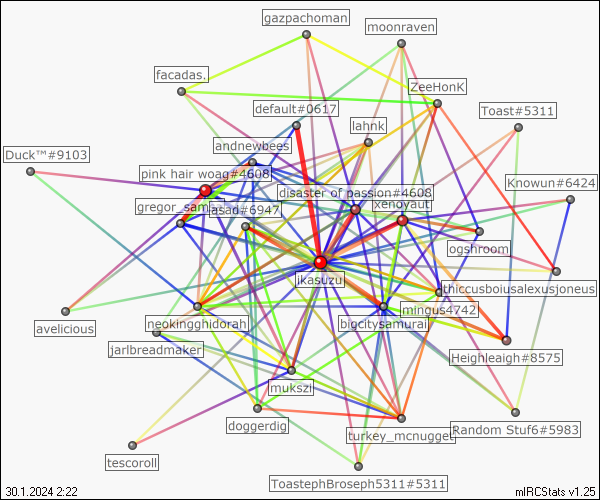 gazpachoman
moonraven
facadas.
ZeeHonK
default#0617
Toast#5311
lahnk
andnewbees
Duck™#9103
pink hair woag#4608
Knowun#6424
disaster of passion#4608
gregor_samsa
asad#6947
xenoyaut
ogshroom
jkasuzu
thiccusboiusalexusjoneus
mingus4742
neokingghidorah
bigcitysamurai
avelicious
jarlbreadmaker
Heighleaigh#8575
mukszi
doggerdig
turkey_mcnugget
Random Stuf6#5983
tescoroll
ToastephBroseph5311#5311
30.1.2024 2:22
mIRCStats v1.25